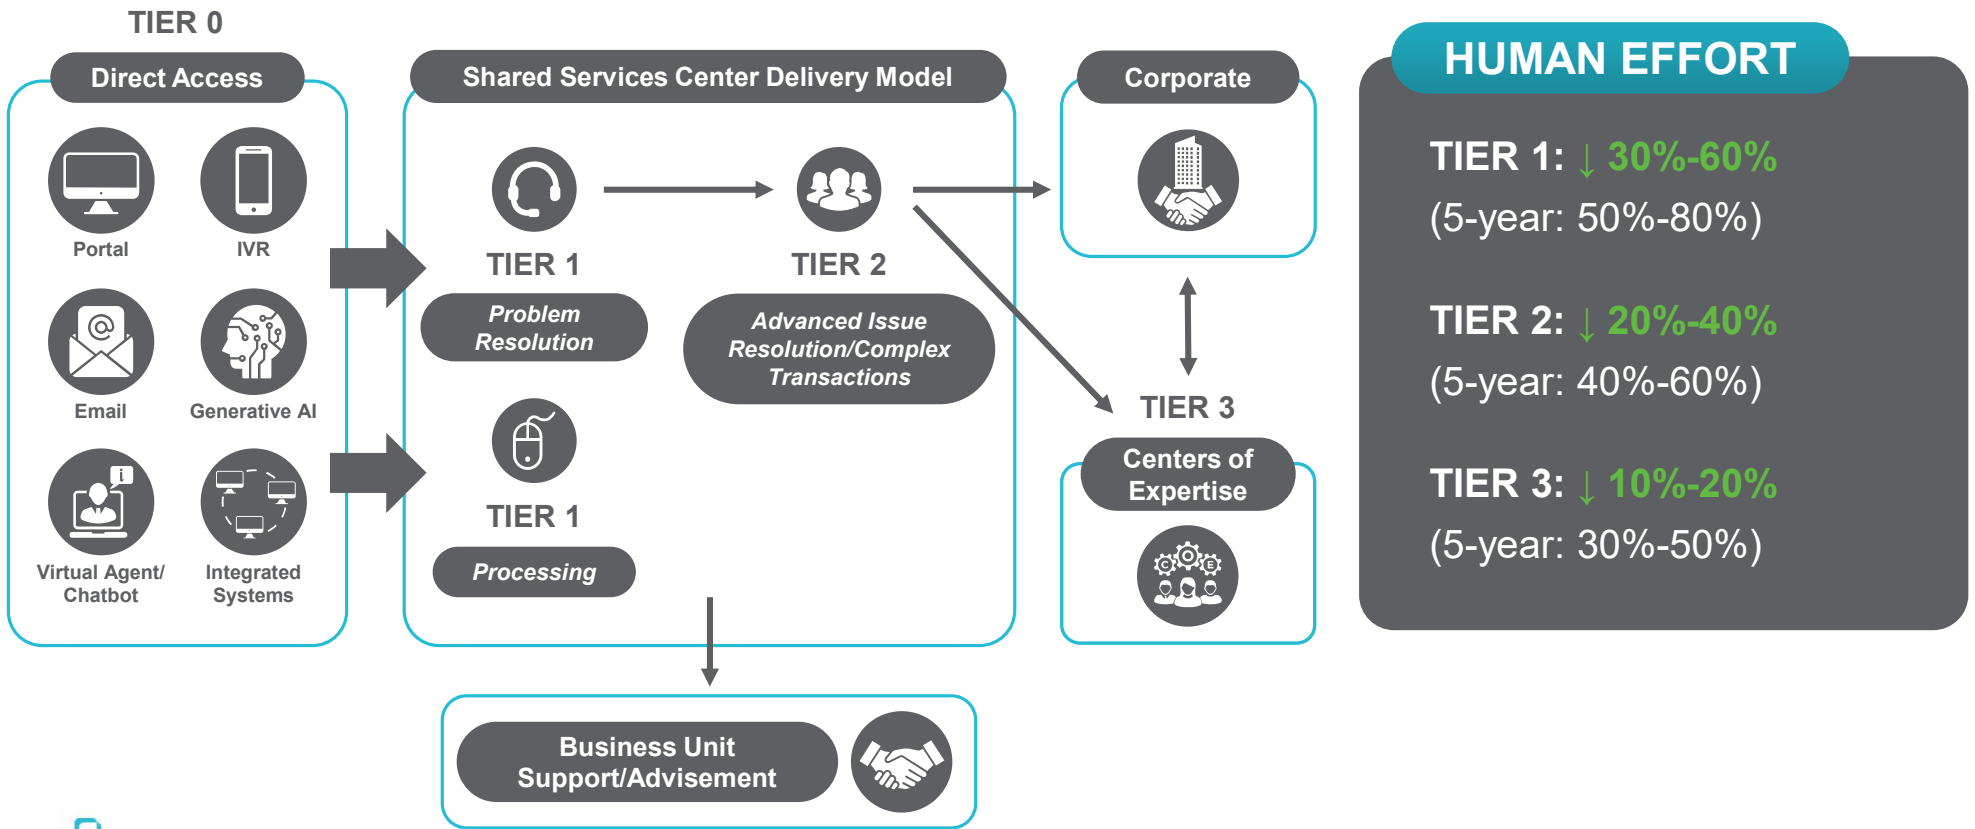 TIER 0
Direct Access
Portal
IVR
@
Email
Generative AI
i
Virtual Agent/
Chatbot
Integrated
Systems
Shared Services Center Delivery Model
TIER 1
Problem
Resolution
TIER 2
Advanced Issue
Resolution/Complex
Transactions
TIER 1
Processing
Business Unit
Support/Advisement
Corporate
TIER 3
Centers of
Expertise
C O E
HUMAN EFFORT
TIER 1: ↓ 30%-60%
(5-year: 50%-80%)
TIER 2: ↓ 20%-40%
(5-year: 40%-60%)
TIER 3: ↓ 10%-20%
(5-year: 30%-50%)